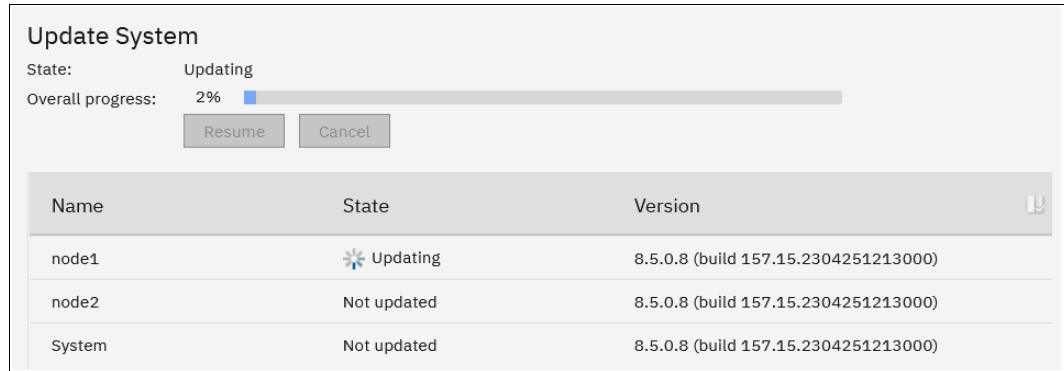 Update System
State: Updating
Overall progress: 2%
Resume Cancel
Name State Version
node1 Updating 8.5.0.8 (build 157.15.2304251213000)
node2 Not updated 8.5.0.8 (build 157.15.2304251213000)
System Not updated 8.5.0.8 (build 157.15.2304251213000)